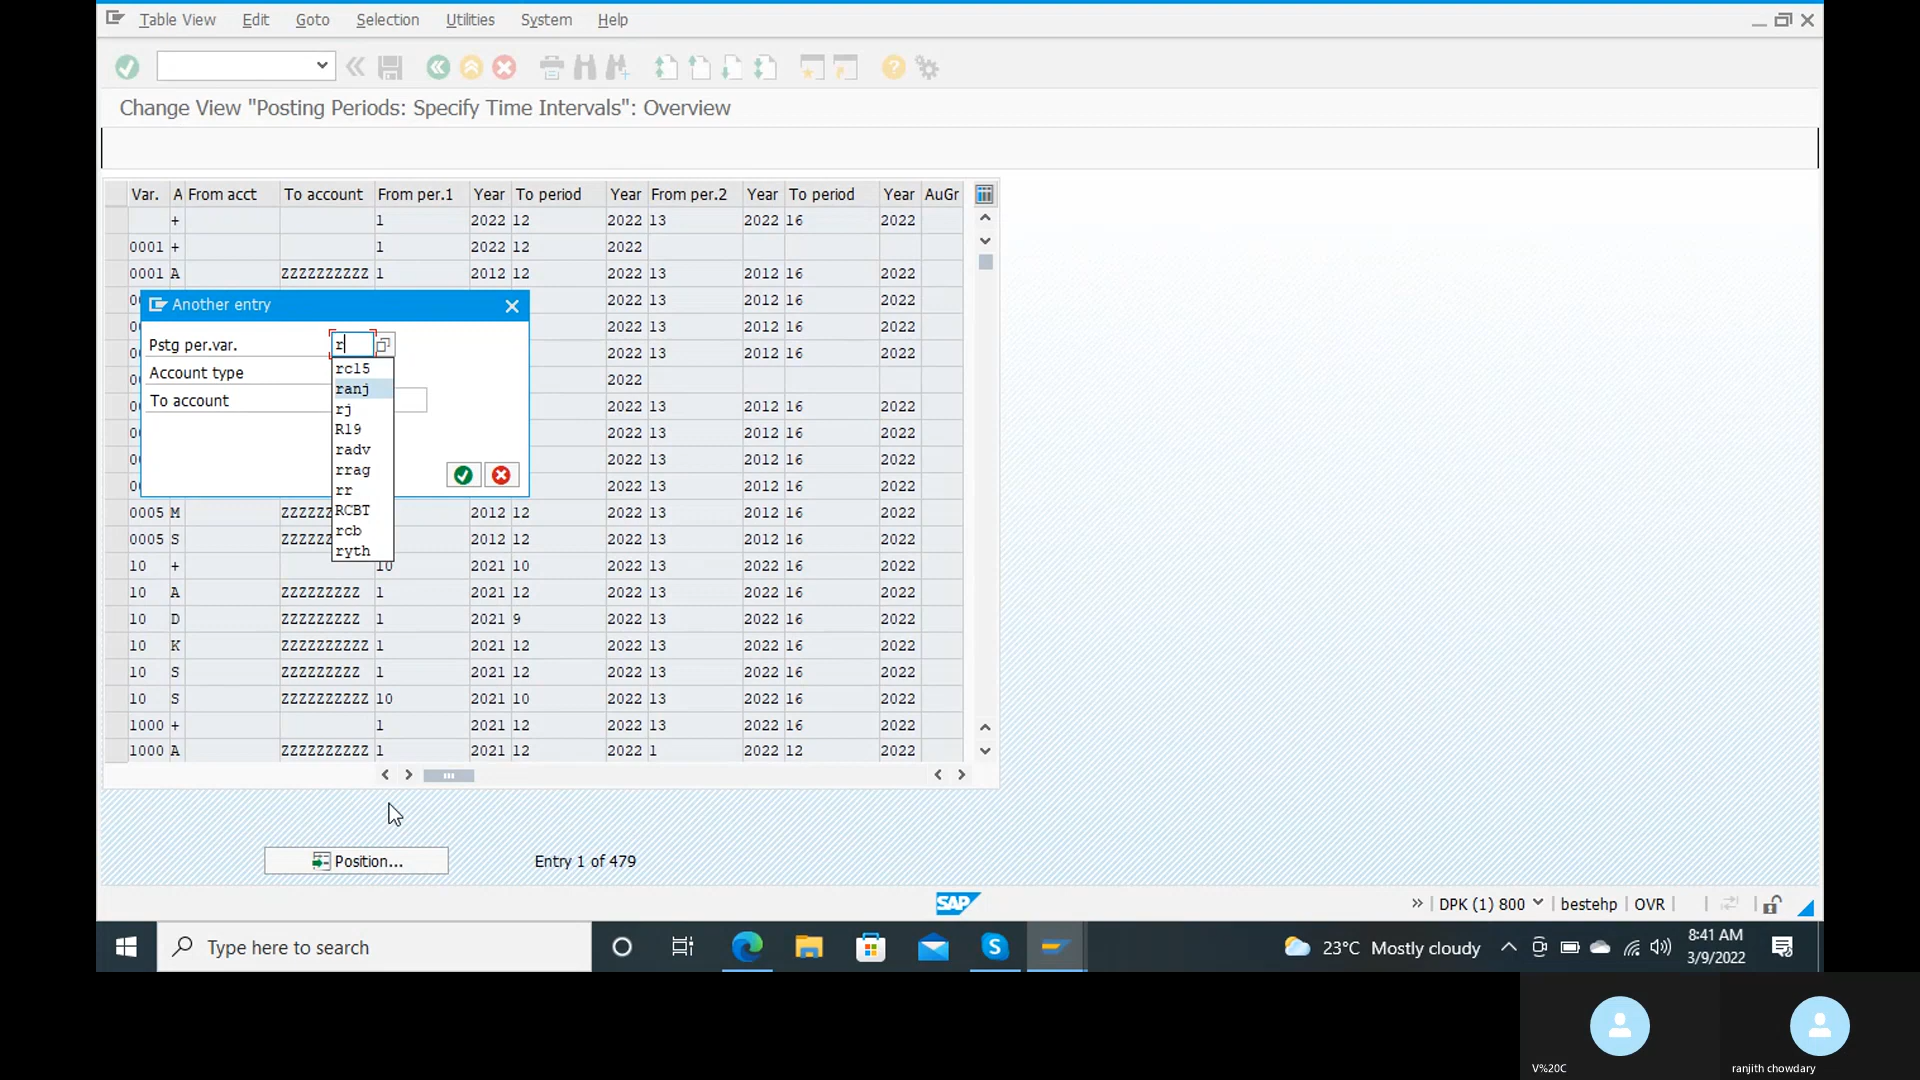 Table View Edit Goto Selection Utilities System Help
Change View "Posting Periods: Specify Time Intervals": Overview
Var. A From acct To account From per.1 Year To period Year From per.2 Year To period Year AuGr
+ 1 2022 12 2022 13 2022 16 2022
0001 + 1 2022 12 2022
0001 A ZZZZZZZZZZ 1 2012 12 2022 13 2012 16 2022
2022 13 2012 16 2022
2022 13 2012 16 2022
2022 13 2012 16 2022
2022
2022 13 2012 16 2022
2022 13 2012 16 2022
2022 13 2012 16 2022
2022 13 2012 16 2022
Another entry
Pstg per.var. r
Account type
To account
rc15
ranj
rj
R19
radv
rrag
rr
RCBT
rcb
ryth
0005 M ZZZZZZ 2012 12 2022 13 2012 16 2022
0005 S ZZZZZZ 2012 12 2022 13 2012 16 2022
10 + 10 2021 10 2022 13 2022 16 2022
10 A ZZZZZZZZZ 1 2021 12 2022 13 2022 16 2022
10 D ZZZZZZZZZ 1 2021 9 2022 13 2022 16 2022
10 K ZZZZZZZZZZ 1 2021 12 2022 13 2022 16 2022
10 S ZZZZZZZZZ 1 2021 12 2022 13 2022 16 2022
10 S ZZZZZZZZZZ 10 2021 10 2022 13 2022 16 2022
1000 + 1 2021 12 2022 13 2022 16 2022
1000 A ZZZZZZZZZZ 1 2021 12 2022 1 2022 12 2022
Position... Entry 1 of 479
SAP DPK (1) 800 bestehp OVR
Type here to search 23°C Mostly cloudy 8:41 AM
3/9/2022
V%20C ranjith chowdary